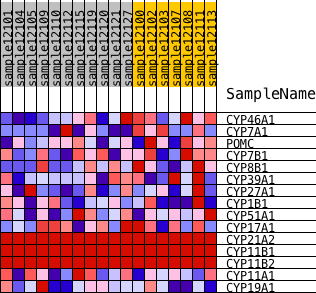 sample12101
sample12104
sample12105
sample12109
sample12112
sample12115
sample12119
sample12120
sample12121
sample12127
sample12100
sample12102
sample12103
sample12107
sample12108
sample12111
sample12113
SampleName
CYP46A1
CYP7A1
POMC
CYP7B1
CYP8B1
CYP39A1
CYP27A1
CYP1B1
CYP51A1
CYP17A1
CYP21A2
CYP11B1
CYP11B2
CYP11A1
CYP19A1